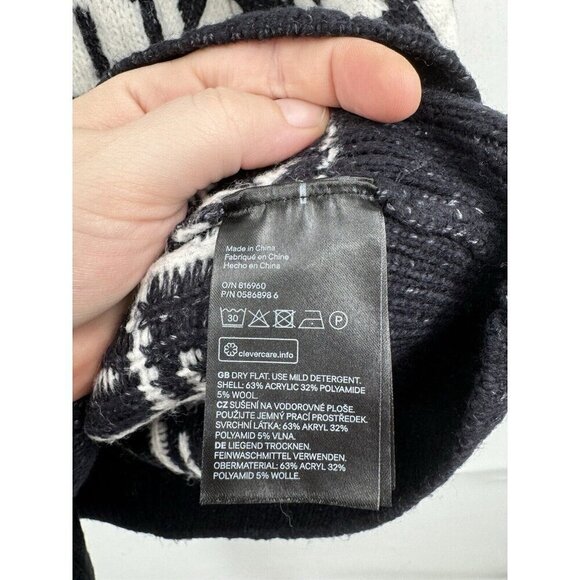 Made in China
Fabriqué en Chine
Hecho en China
O/N 816960
P/N 0586898 6
30 P
clevercare.info
GB DRY FLAT. USE MILD DETERGENT.
SHELL: 63% ACRYLIC 32% POLYAMIDE
5% WOOL.
CZ SUŠENÍ NA VODOROVNÉ PLOŠE.
POUŽIJTE JEMNÝ PRACÍ PROSTŘEDEK.
SVRCHNÍ LÁTKA: 63% AKRYL 32%
POLYAMID 5% VLNA.
DE LIEGEND TROCKNEN.
FEINWASCHMITTEL VERWENDEN.
OBERMATERIAL: 63% ACRYL 32%
POLYAMID 5% WOLLE.